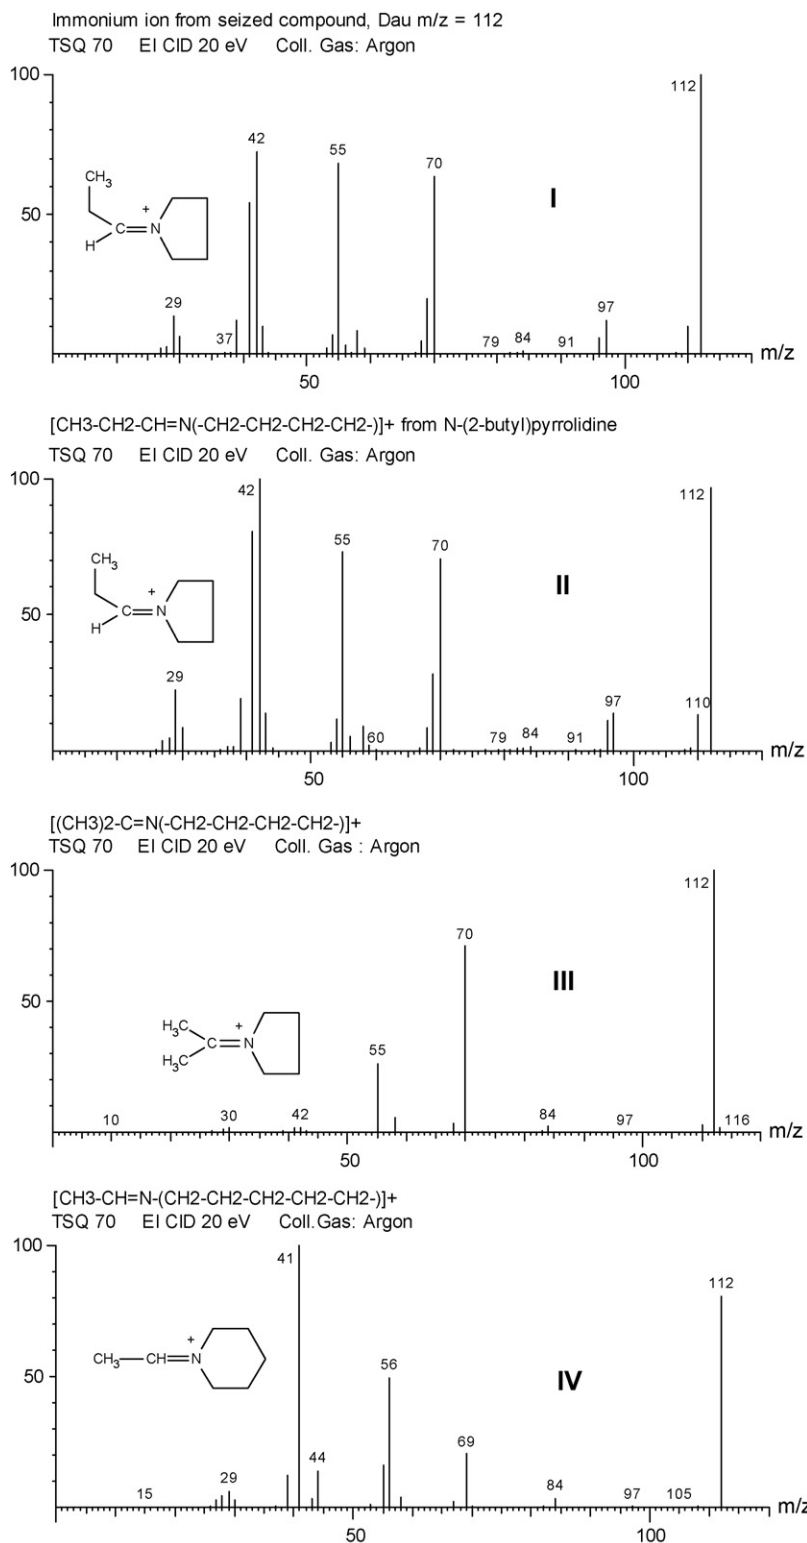 Immonium ion from seized compound, Dau m/z = 112
TSQ 70 EI CID 20 eV Coll. Gas: Argon
100
112
42
55
70
I
CH3
50
+
C
N
H
97
29
37
79
84
91
50
100
m/z
[CH3-CH2-CH=N(-CH2-CH2-CH2-CH2-)]+ from N-(2-butyl)pyrrolidine
TSQ 70 EI CID 20 eV Coll. Gas: Argon
100
42
112
55
70
II
CH3
+
50
C
N
H
29
97
110
60
79
84
91
50
100
m/z
[(CH3)2-C=N(-CH2-CH2-CH2-CH2-)]+
TSQ 70 EI CID 20 eV Coll. Gas : Argon
100
112
70
III
50
H3C
+
C
N
H3C
55
10
30
42
84
97
116
50
100
m/z
[CH3-CH=N-(CH2-CH2-CH2-CH2-CH2-)]+
TSQ 70 EI CID 20 eV Coll.Gas: Argon
100
41
112
+
CH3
CH
N
56
50
IV
69
44
29
15
84
97
105
50
100
m/z